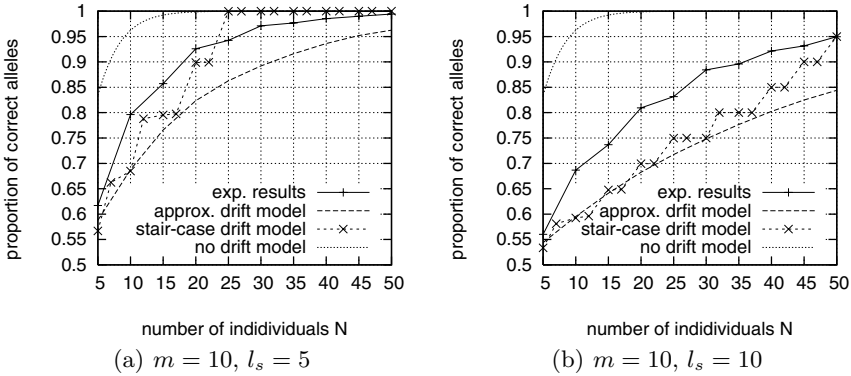 1
0.95
0.9
0.85
0.8
0.75
0.7
0.65
0.6
0.55
0.5
proportion of correct alleles
exp. results
approx. drift model
stair-case drift model
no drift model
5 10 15 20 25 30 35 40 45 50
number of indidividuals N
(a) m = 10, l_s = 5
1
0.95
0.9
0.85
0.8
0.75
0.7
0.65
0.6
0.55
0.5
proportion of correct alleles
exp. results
approx. drfit model
stair-case drift model
no drift model
5 10 15 20 25 30 35 40 45 50
number of indidividuals N
(b) m = 10, l_s = 10